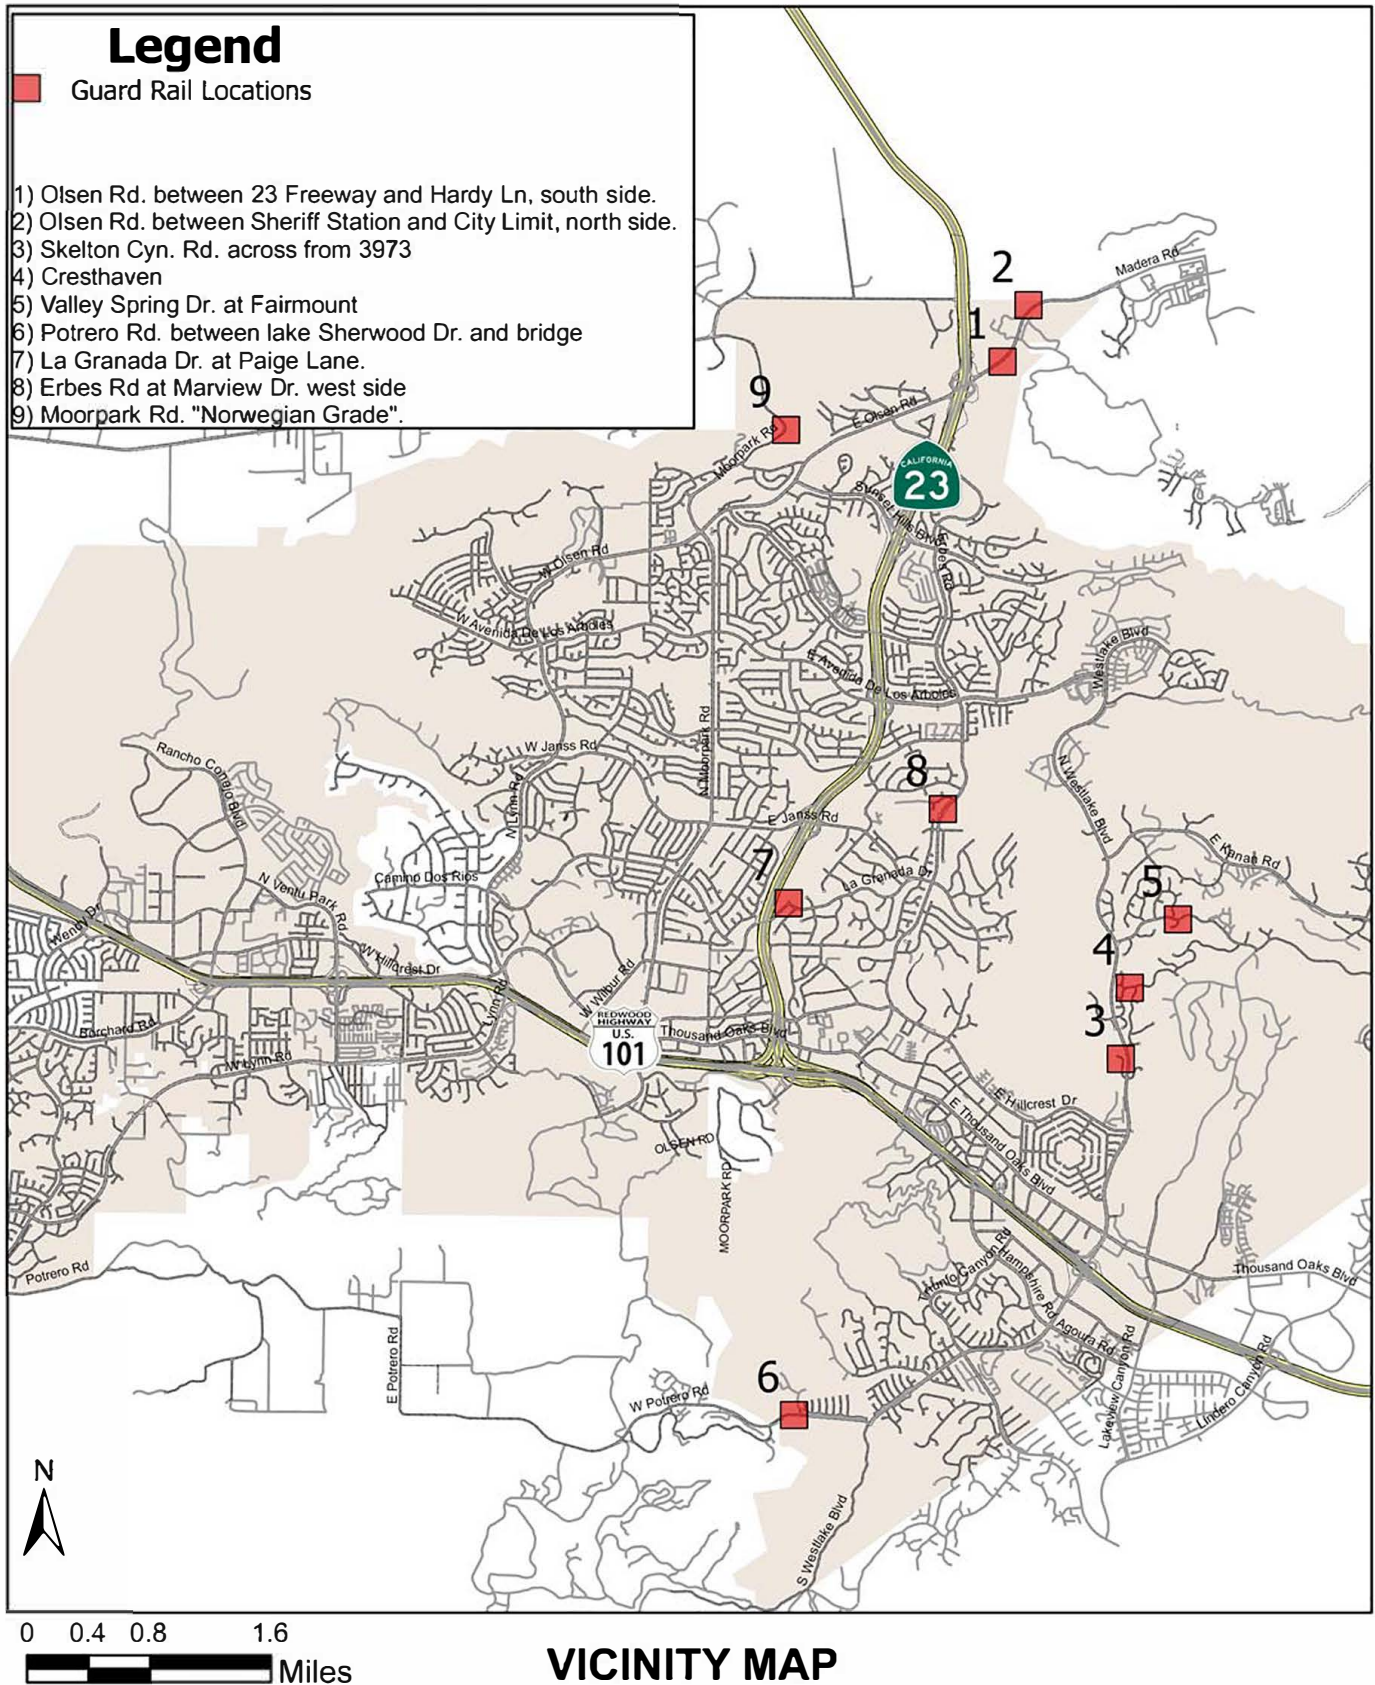 Legend
Guard Rail Locations
1) Olsen Rd. between 23 Freeway and Hardy Ln, south side.
2) Olsen Rd. between Sheriff Station and City Limit, north side.
3) Skelton Cyn. Rd. across from 3973
4) Cresthaven
5) Valley Spring Dr. at Fairmount
6) Potrero Rd. between lake Sherwood Dr. and bridge
7) La Granada Dr. at Paige Lane.
8) Erbes Rd at Marview Dr. west side
9) Moorpark Rd. "Norwegian Grade".
2
Madera Rd
1
9
E Olsen Rd
Moorpark Rd
CALIFORNIA
23
Sunset Hills Blvd
Erbes Rd
W Olsen Rd
W Avenida De Los Arboles
Westlake Blvd
E Avenida De Los Arboles
N Moorpark Rd
W Janss Rd
Rancho Conejo Blvd
N Lynn Rd
8
N Westlake Blvd
E Janss Rd
E Kanan Rd
7
La Granada Dr
Camino Dos Rios
5
N Ventu Park Rd
Wendy Dr
W Hillcrest Dr
4
W Wilbur Rd
Lynn Rd
3
REDWOOD
HIGHWAY
U.S.
101
Thousand Oaks Blvd
Borchard Rd
W Lynn Rd
E Hillcrest Dr
E Thousand Oaks Blvd
OLSEN RD
MOORPARK RD
Potrero Rd
Triunfo Canyon Rd
Hampshire Rd
Thousand Oaks Blvd
Agoura Rd
E Potrero Rd
6
W Potrero Rd
Lakeview Canyon Rd
Lindero Canyon Rd
S Westlake Blvd
N
0 0.4 0.8 1.6
Miles
VICINITY MAP